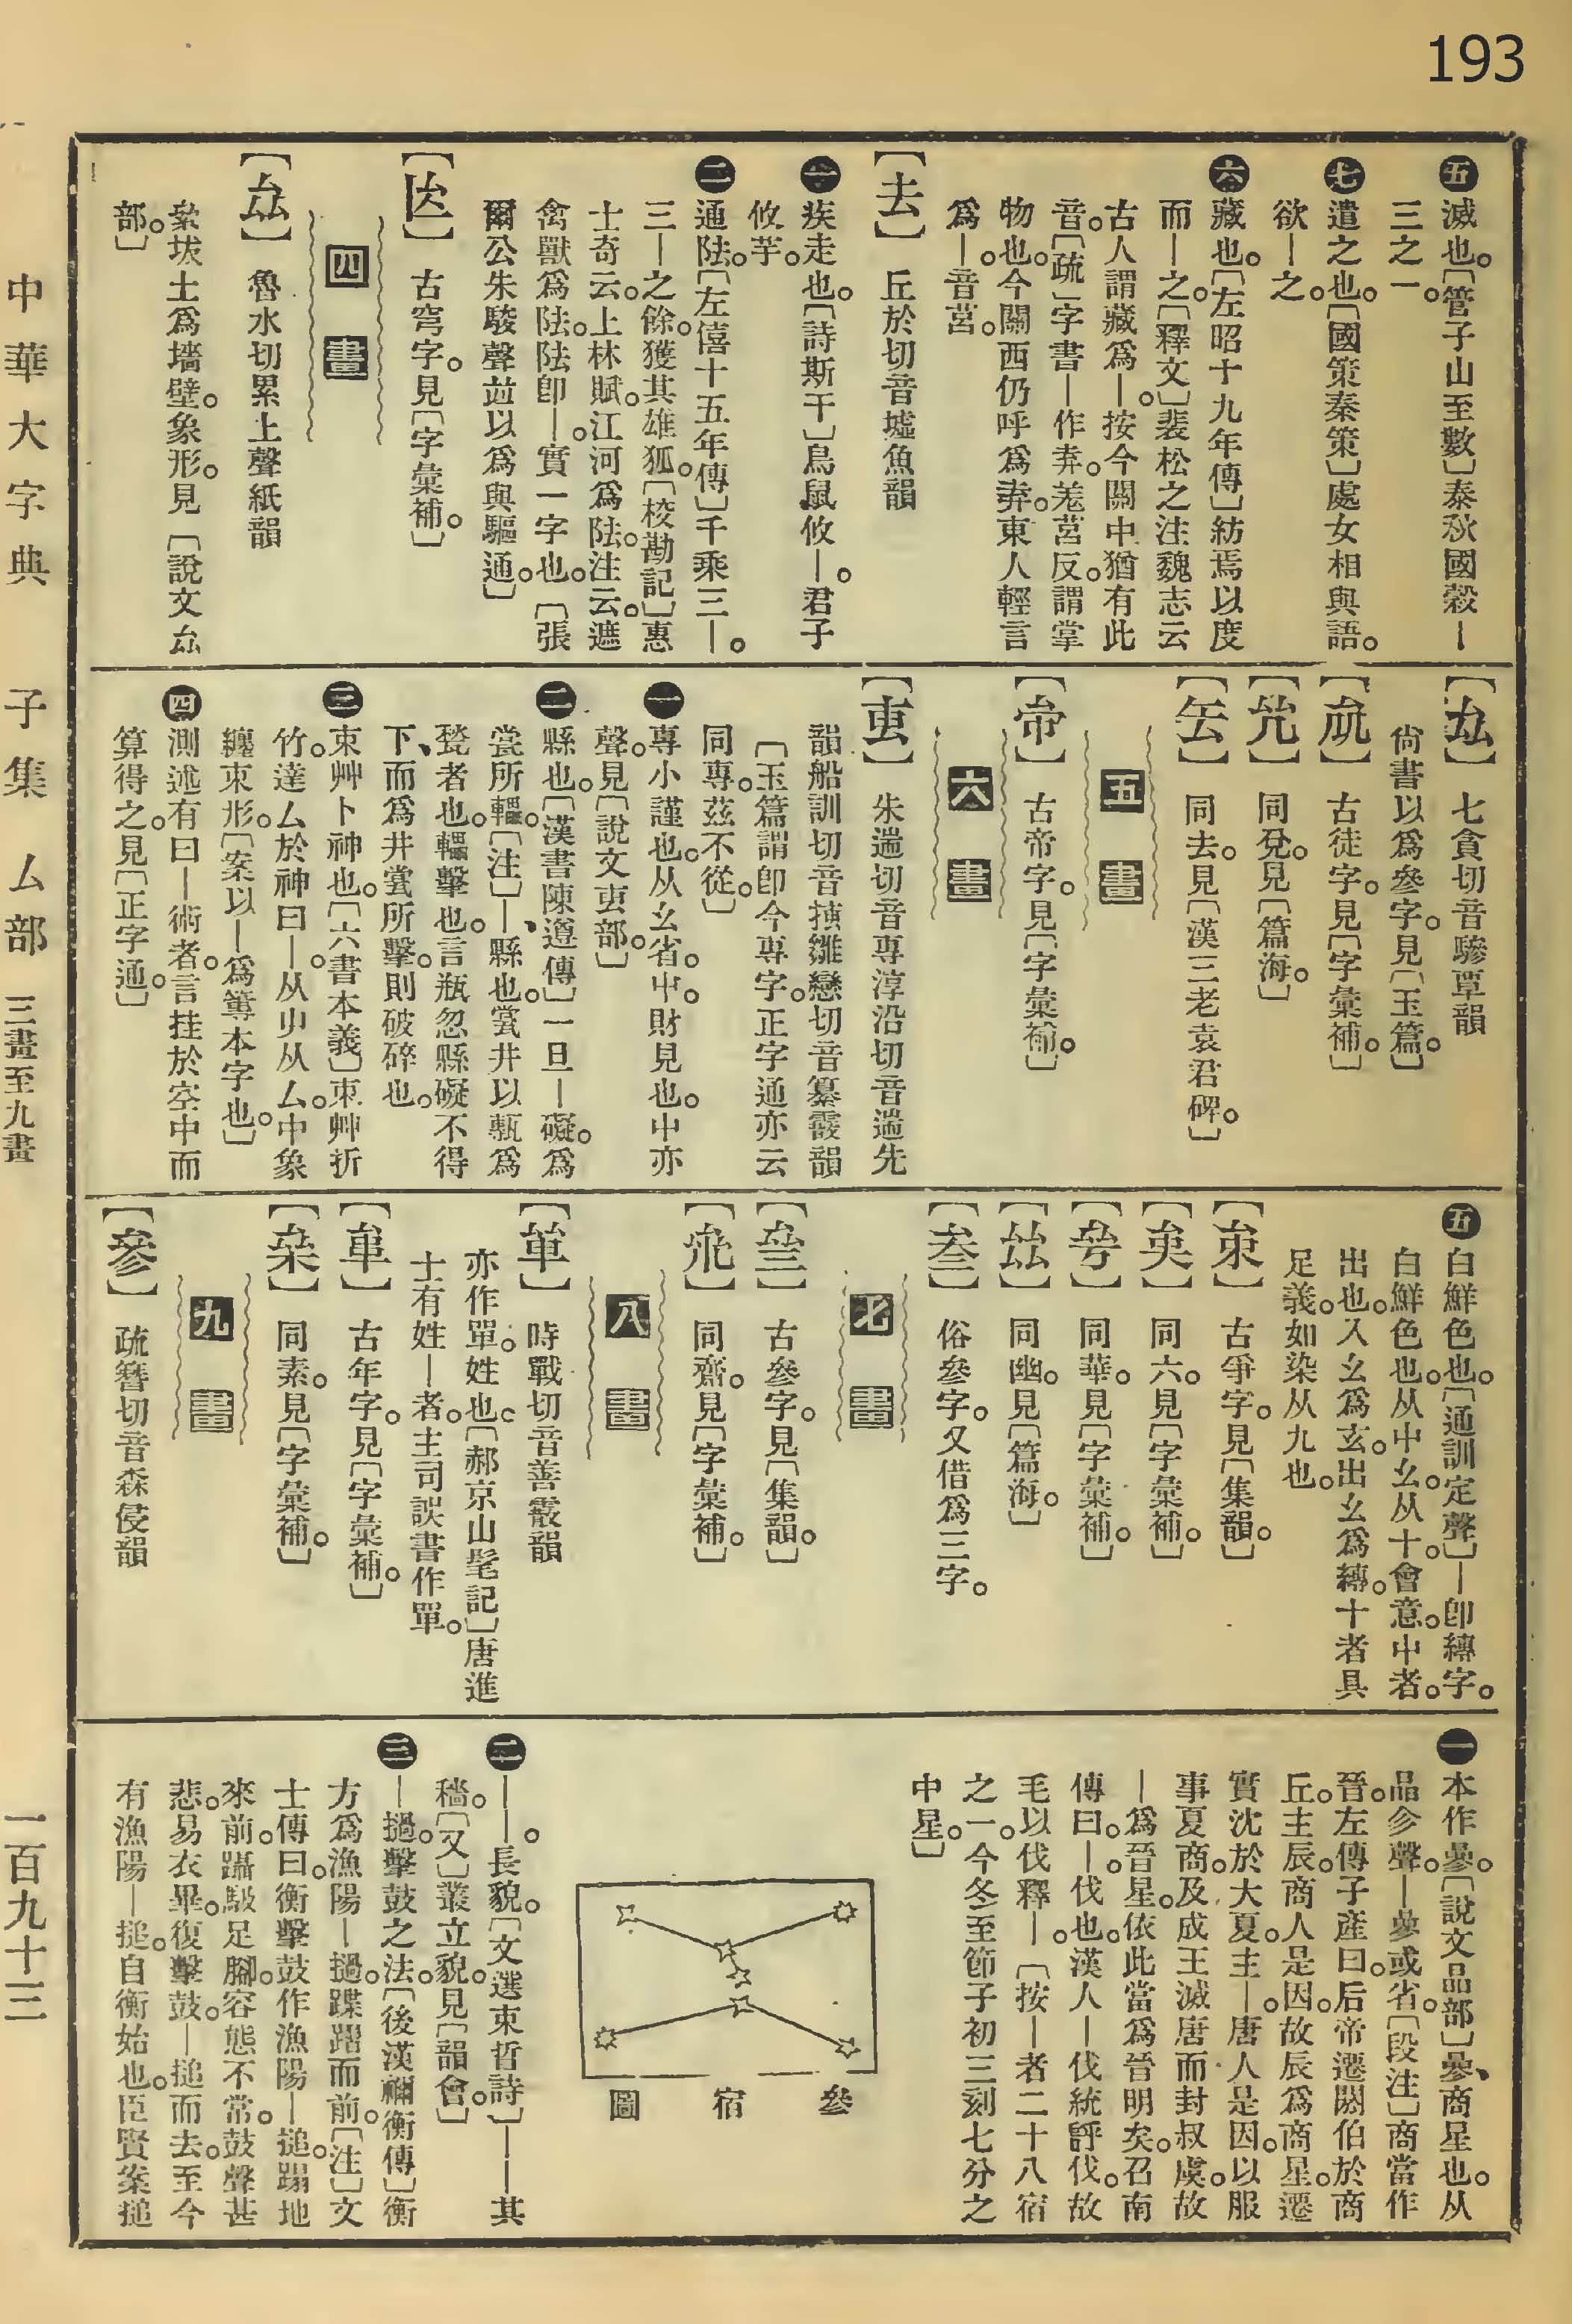 193
五 滅也。〔管子山至數〕泰秋國穀—
三之一。
七 遣之也。〔國策秦策〕處女相與語。
欲—之。
六 藏也。〔左昭十九年傳〕紡焉以度
而—之。〔釋文〕裴松之注魏志云
古人謂藏爲—。按今關中猶有此
音。〔疏〕字書—作弆。羌莒反。謂掌
物也。今關西仍呼爲弆。東人輕言
爲—。音莒。
【去】 丘於切音墟魚韻
一 疾走也。〔詩斯干〕鳥鼠攸—。君子
攸芋。
二 通阹。〔左僖十五年傳〕千乘三—。
三—之餘。獲其雄狐。〔校勘記〕惠
士奇云。上林賦。江河爲阹。注云。遮
禽獸爲阹。阹卽—。實一字也。〔張
爾公朱駿聲竝以爲與驅通。〕
古穹字。見〔字彙補。〕
四 畫
【厽】 魯水切累上聲紙韻
絫坺土爲墻壁。象形。見〔說文厽
部。〕
七貪切音驂覃韻
尙書以爲參字。見〔玉篇。〕
古徒字。見〔字彙補。〕
同兌。見〔篇海。〕
同去。見〔漢三老袁君碑。〕
五 畫
古帝字。見〔字彙補。〕
六 畫
【叀】 朱遄切音專淳沿切音遄先
韻船訓切音揁雛戀切音纂霰韻
〔玉篇謂卽今專字。正字通亦云
同專。茲不從。〕
一 專小謹也。从幺省。屮。財見也。屮亦
聲。見〔說文叀部。〕
二 縣也。〔漢書陳遵傳〕一旦—礙。爲
瓽所轠。〔注〕—、縣也。瓽井以甎爲
甃者也。轠擊也。言瓶忽縣礙不得
下、而爲井瓽所擊。則破碎也。
三 束艸卜神也。〔六書本義〕束艸折
竹。達厶於神曰—。从丱从厶。中象
纏束形。〔案以—爲篿本字也。〕
四 測述有曰—術者。言挂於空中而
算得之。見〔正字通。〕
五 白鮮色也。〔通訓定聲〕—卽縳字。
白鮮色也。从屮幺。从十。會意。屮者。
出也。入幺爲玄。出幺爲縳。十者具
足義。如染从九也。
古爭字。見〔集韻。〕
同六。見〔字彙補。〕
同華。見〔字彙補。〕
同幽。見〔篇海。〕
【叄】 俗參字。又借爲三字。
七 畫
古參字。見〔集韻。〕
同齋。見〔字彙補。〕
八 畫
時戰切音善霰韻
亦作單。姓也。〔郝京山髦記〕唐進
士有姓—者。主司誤書作單。
古年字。見〔字彙補。〕
同素。見〔字彙補。〕
九 畫
【參】 疏簪切音森侵韻
一 本作曑。〔說文品部〕曑、商星也。从
品㐱聲。—曑或省。〔段注〕商當作
晉。左傳子產曰。后帝遷閼伯於商
丘。主辰。商人是因。故辰爲商星。遷
實沈於大夏。主—。唐人是因。以服
事夏商。及成王滅唐而封叔虞。故
—爲晉星。依此當爲晉明矣。召南
傳曰。—伐也。漢人—伐統評伐。故
毛以伐釋—。〔按—者二十八宿
之一。今冬至節子初三刻七分之
中星。〕
參 宿 圖
二 ——。長貌。〔文選束晳詩〕——其
穡。〔又〕叢立貌。見〔韻會。〕
三 —撾。擊鼓之法。〔後漢禰衡傳〕衡
方爲漁陽—撾。蹀䠙而前。〔注〕文
士傳曰。衡擊鼓作漁陽—搥。蹋地
來前。躡馺足腳。容態不常。鼓聲甚
悲。易衣畢。復擊鼓。—搥而去。至今
有漁陽—搥。自衡始也。臣賢案搥
中華大字典 子集 厶部 三畫至九畫 一百九十三